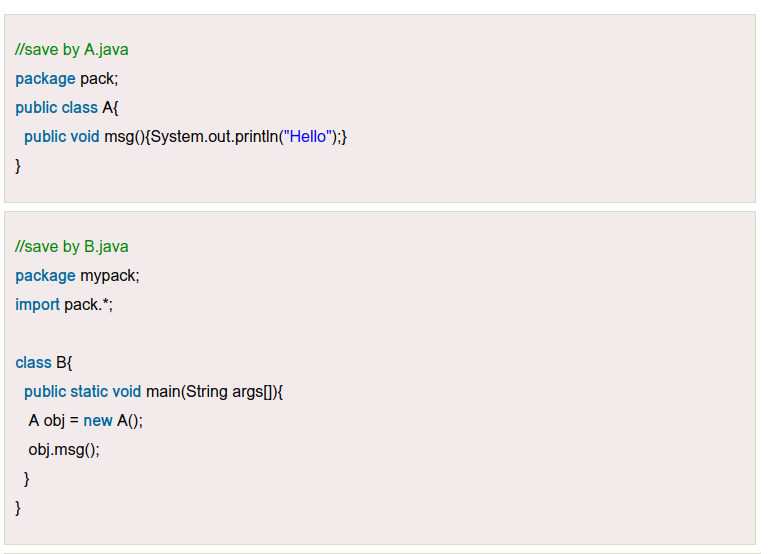 //save by A.java
package pack;
public class A{
  public void msg(){System.out.println("Hello");}
}
//save by B.java
package mypack;
import pack.*;
class B{
  public static void main(String args[]){
   A obj = new A();
   obj.msg();
  }
}